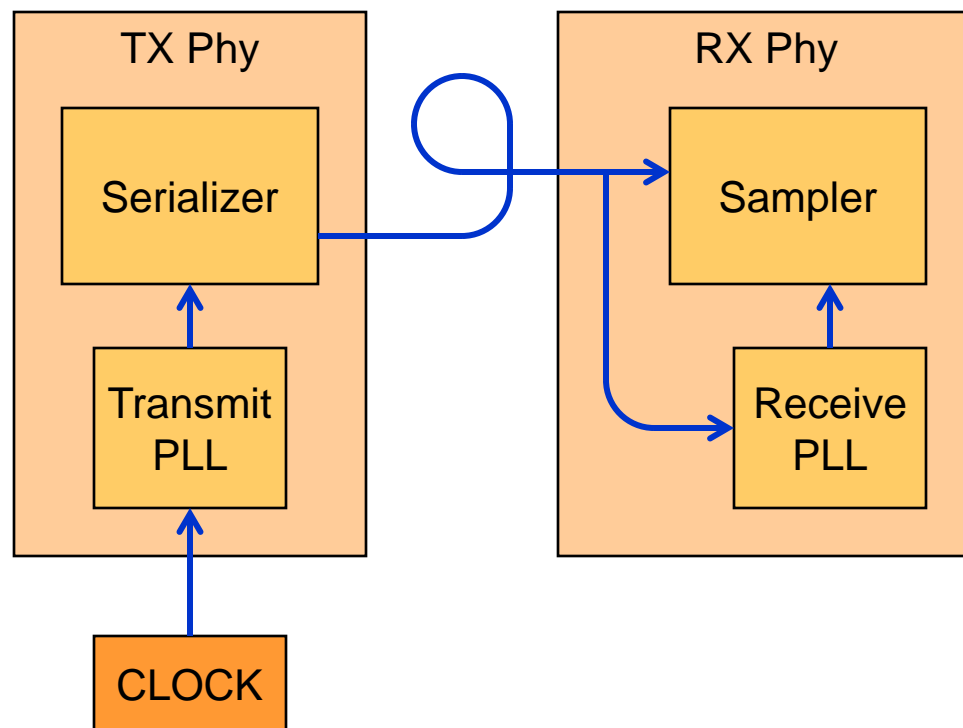 TX Phy
Serializer
Transmit
PLL
CLOCK
RX Phy
Sampler
Receive
PLL